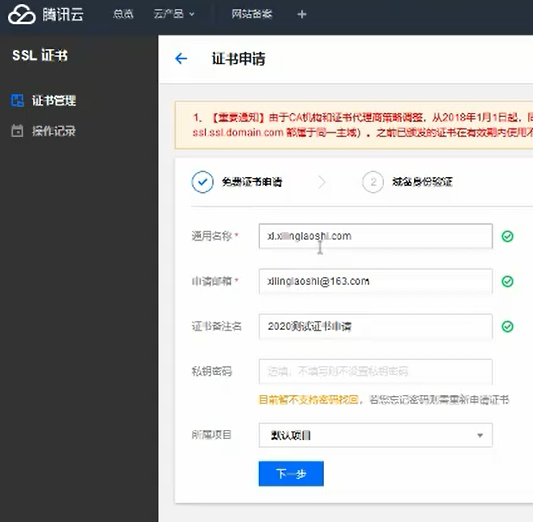 腾讯云 总览 云产品 网站备案 +
SSL 证书
证书申请
证书管理
操作记录
1、【重要通知】由于CA机构和证书代理商策略调整，从2018年1月1日起，
ssl.ssl.domain.com 都属于同一主域）。之前已颁发的证书在有效期内使用不
免费证书申请
2 域名身份验证
通用名称 * xl.xilinglaoshi.com
申请邮箱 * xilinglaoshi@163.com
证书备注名 2020测试证书申请
私钥密码 选填，不填写则不设置私钥密码
目前暂不支持密码找回，若您忘记密码则需重新申请证书
所属项目 默认项目
下一步